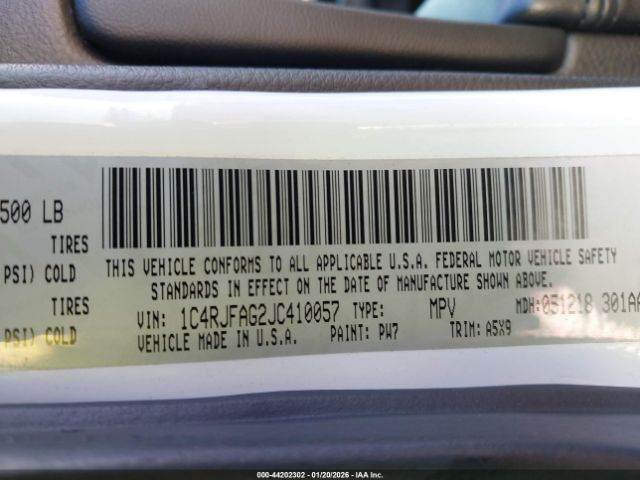 500 LB
TIRES
PSI) COLD
TIRES
PSI) COLD
THIS VEHICLE CONFORMS TO ALL APPLICABLE U.S.A. FEDERAL MOTOR VEHICLE SAFETY
STANDARDS IN EFFECT ON THE DATE OF MANUFACTURE SHOWN ABOVE.
VIN: 1C4RJFAG2JC410057 TYPE: MPV MDH: 051218 301AA
VEHICLE MADE IN U.S.A. PAINT: PW7 TRIM: A5X9
000-44202302 - 01/20/2026 - IAA Inc.